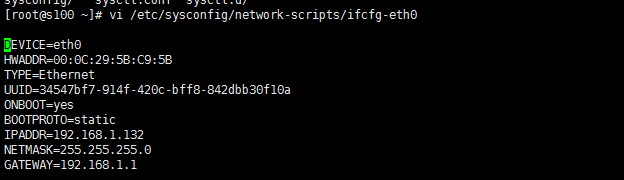 sysconfig/ sysctl.conf sysctl.d/
[root@s100 ~]# vi /etc/sysconfig/network-scripts/ifcfg-eth0
DEVICE=eth0
HWADDR=00:0C:29:5B:C9:5B
TYPE=Ethernet
UUID=34547bf7-914f-420c-bff8-842dbb30f10a
ONBOOT=yes
BOOTPROTO=static
IPADDR=192.168.1.132
NETMASK=255.255.255.0
GATEWAY=192.168.1.1